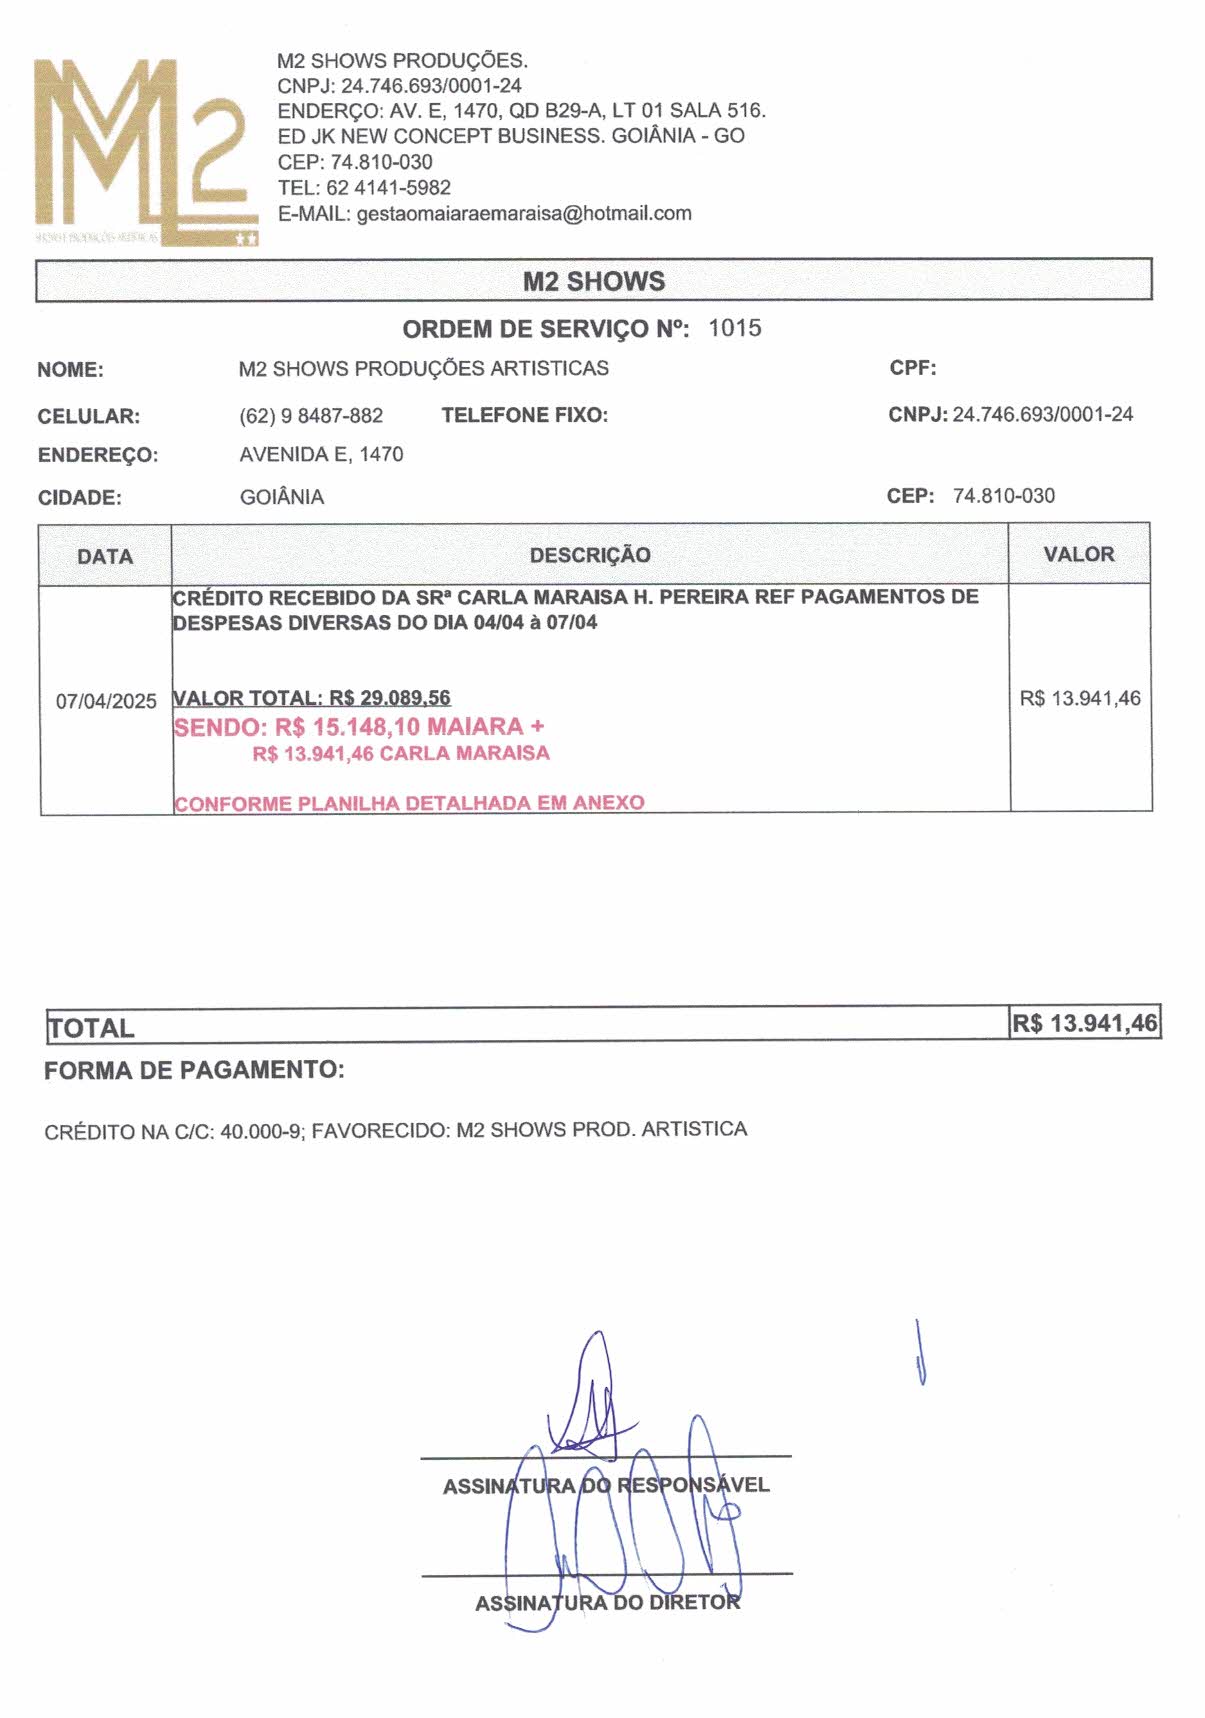 M2 SHOWS PRODUÇÕES.
CNPJ: 24.746.693/0001-24
ENDERÇO: AV. E, 1470, QD B29-A, LT 01 SALA 516.
ED JK NEW CONCEPT BUSINESS. GOIÂNIA - GO
CEP: 74.810-030
TEL: 62 4141-5982
E-MAIL: gestaomaiaraemaraisa@hotmail.com
M2
M2 SHOWS
ORDEM DE SERVIÇO Nº: 1015
NOME: M2 SHOWS PRODUÇÕES ARTISTICAS CPF:
CELULAR: (62) 9 8487-882 TELEFONE FIXO: CNPJ: 24.746.693/0001-24
ENDEREÇO: AVENIDA E, 1470
CIDADE: GOIÂNIA CEP: 74.810-030
DATA DESCRIÇÃO VALOR
CRÉDITO RECEBIDO DA SRª CARLA MARAISA H. PEREIRA REF PAGAMENTOS DE
DESPESAS DIVERSAS DO DIA 04/04 à 07/04
07/04/2025 VALOR TOTAL: R$ 29.089,56 R$ 13.941,46
SENDO: R$ 15.148,10 MAIARA +
R$ 13.941,46 CARLA MARAISA
CONFORME PLANILHA DETALHADA EM ANEXO
TOTAL R$ 13.941,46
FORMA DE PAGAMENTO:
CRÉDITO NA C/C: 40.000-9; FAVORECIDO: M2 SHOWS PROD. ARTISTICA
ASSINATURA DO RESPONSÁVEL
ASSINATURA DO DIRETOR